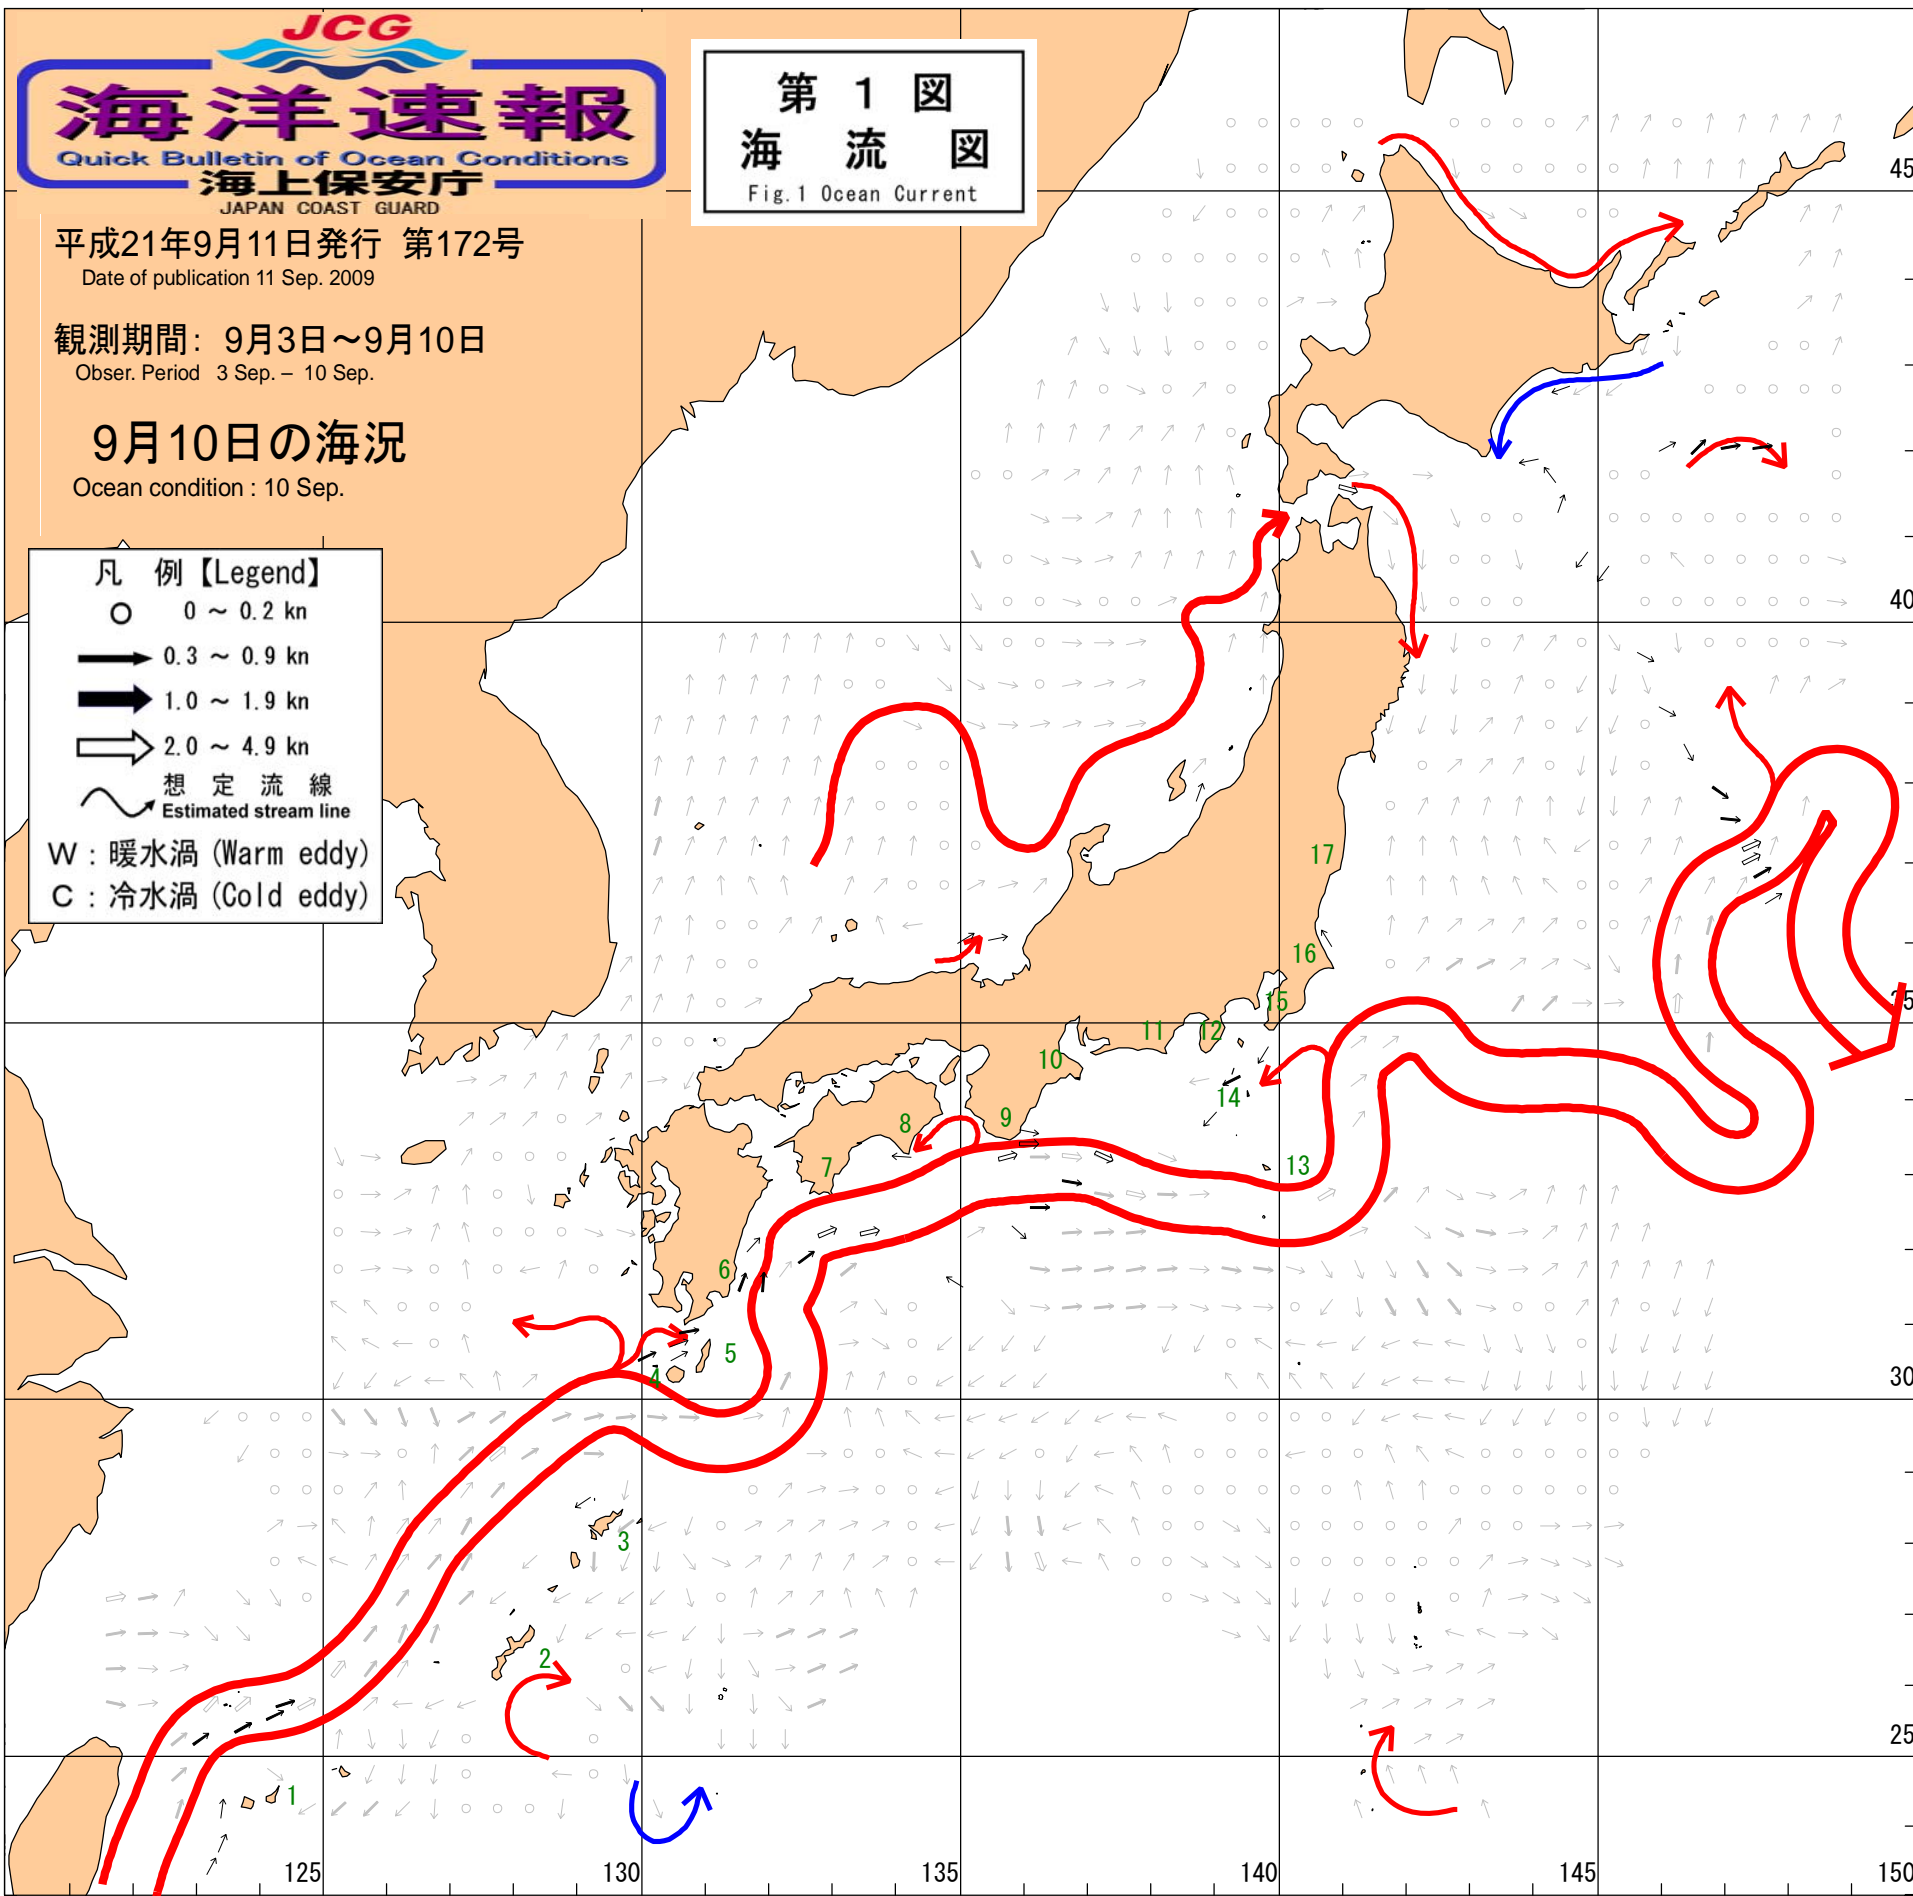 JCG
海洋速報
Quick Bulletin of Ocean Conditions
海上保安庁
JAPAN COAST GUARD
第 1 図
海 流 図
Fig.1 Ocean Current
平成21年9月11日発行 第172号
Date of publication 11 Sep. 2009
観測期間: 9月3日～9月10日
Obser. Period 3 Sep. – 10 Sep.
9月10日の海況
Ocean condition : 10 Sep.
凡 例【Legend】
0 ～ 0.2 kn
0.3 ～ 0.9 kn
1.0 ～ 1.9 kn
2.0 ～ 4.9 kn
想 定 流 線
Estimated stream line
W : 暖水渦 (Warm eddy)
C : 冷水渦 (Cold eddy)
45
40
17
16
15
35
11
12
10
14
9
8
7
13
6
5
4
30
3
2
25
1
125
130
135
140
145
150